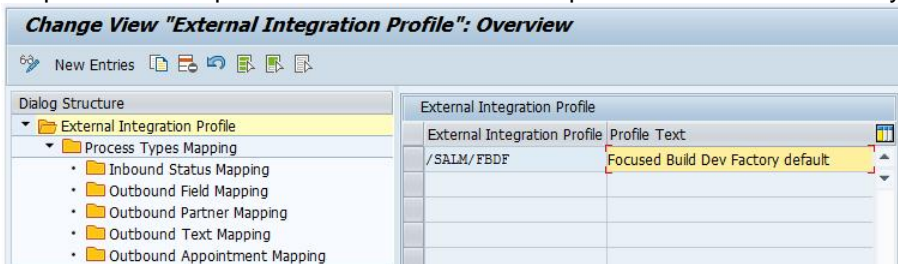 Change View "External Integration Profile": Overview
New Entries
Dialog Structure
External Integration Profile
Process Types Mapping
Inbound Status Mapping
Outbound Field Mapping
Outbound Partner Mapping
Outbound Text Mapping
Outbound Appointment Mapping
External Integration Profile
External Integration Profile Profile Text
/SALM/FBDF Focused Build Dev Factory default